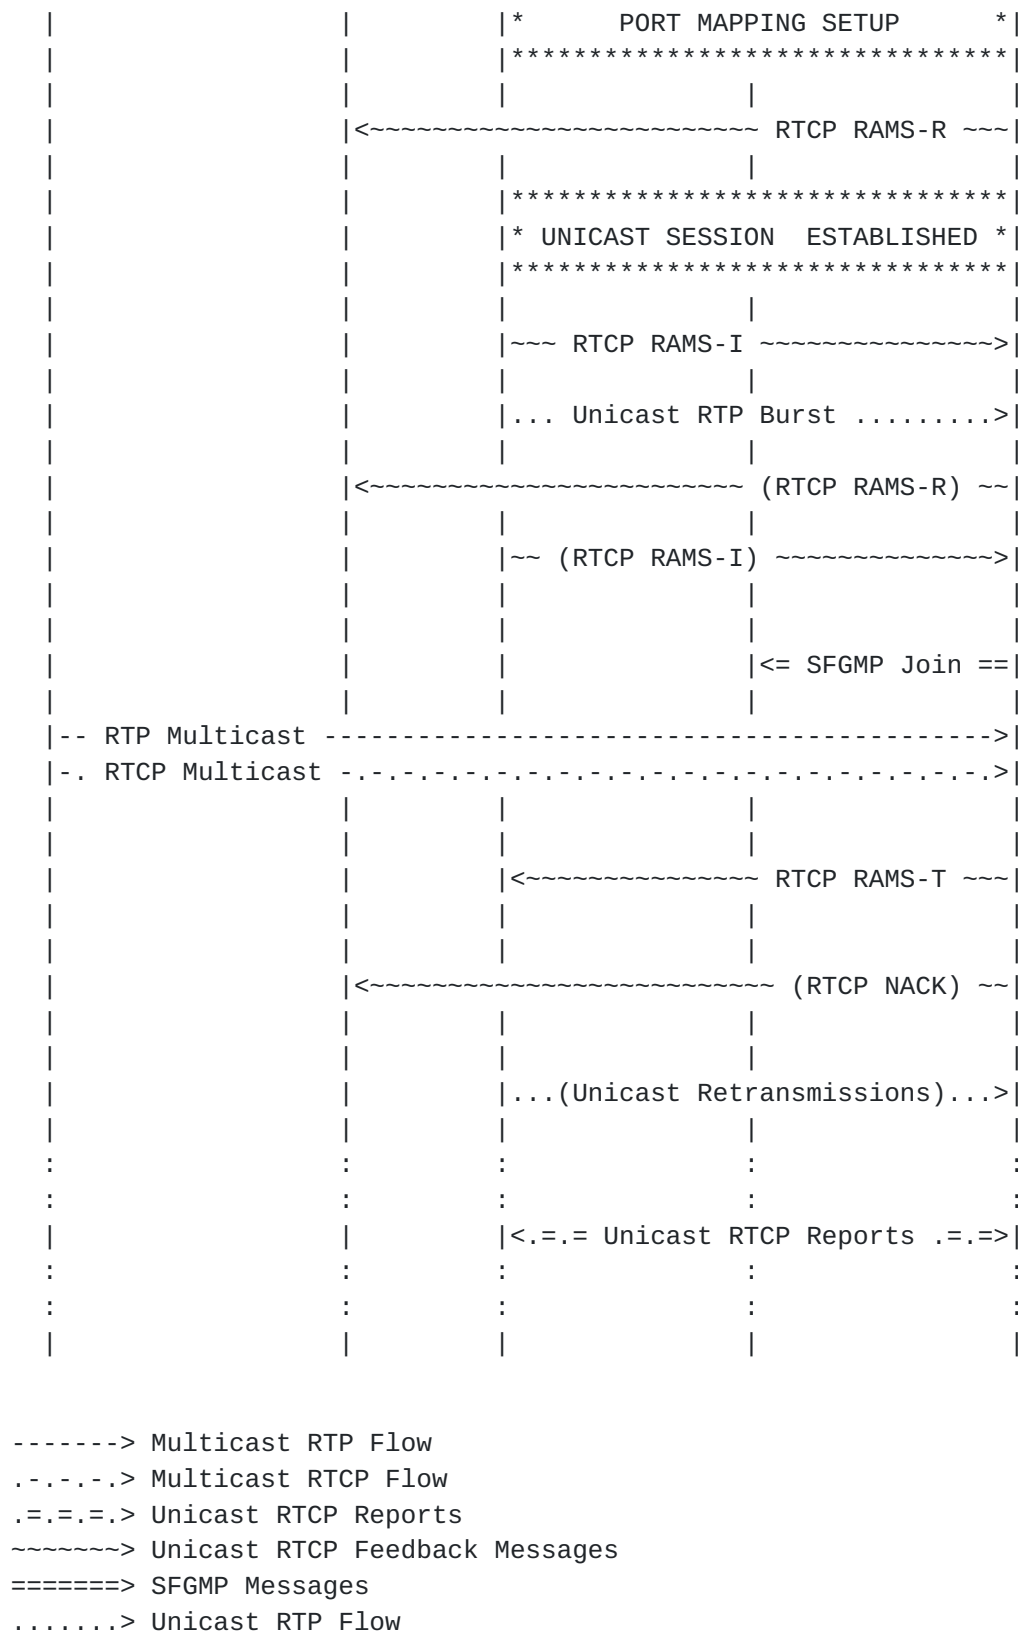 |                  |         |*      PORT MAPPING SETUP      *|
|                  |         |********************************|
|                  |         |               |                |
|                  |<~~~~~~~~~~~~~~~~~~~~~~~~~ RTCP RAMS-R ~~~|
|                  |         |               |                |
|                  |         |********************************|
|                  |         |* UNICAST SESSION  ESTABLISHED *|
|                  |         |********************************|
|                  |         |               |                |
|                  |         |~~~ RTCP RAMS-I ~~~~~~~~~~~~~~~>|
|                  |         |               |                |
|                  |         |... Unicast RTP Burst .........>|
|                  |         |               |                |
|                  |<~~~~~~~~~~~~~~~~~~~~~~~~ (RTCP RAMS-R) ~~|
|                  |         |               |                |
|                  |         |~~ (RTCP RAMS-I) ~~~~~~~~~~~~~~>|
|                  |         |               |                |
|                  |         |               |                |
|                  |         |               |<= SFGMP Join ==|
|                  |         |               |                |
|-- RTP Multicast ------------------------------------------->|
|-. RTCP Multicast -.-.-.-.-.-.-.-.-.-.-.-.-.-.-.-.-.-.-.-.-.>|
|                  |         |               |                |
|                  |         |               |                |
|                  |         |<~~~~~~~~~~~~~~~ RTCP RAMS-T ~~~|
|                  |         |               |                |
|                  |         |               |                |
|                  |<~~~~~~~~~~~~~~~~~~~~~~~~~~ (RTCP NACK) ~~|
|                  |         |               |                |
|                  |         |               |                |
|                  |         |...(Unicast Retransmissions)...>|
|                  |         |               |                |
:                  :         :               :                :
:                  :         :               :                :
|                  |         |<.=.= Unicast RTCP Reports .=.=>|
:                  :         :               :                :
:                  :         :               :                :
|                  |         |               |                |
-------> Multicast RTP Flow
.-.-.-.> Multicast RTCP Flow
.=.=.=.> Unicast RTCP Reports
~~~~~~~> Unicast RTCP Feedback Messages
=======> SFGMP Messages
.......> Unicast RTP Flow